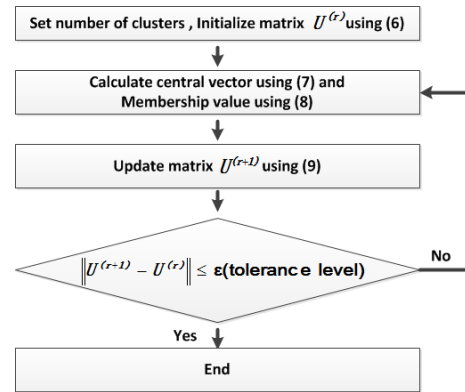 Set number of clusters , Initialize matrix U^(r) using (6)
Calculate central vector using (7) and
Membership value using (8)
Update matrix U^(r+1) using (9)
‖U^(r+1) − U^(r)‖ ≤ ε(tolerance level)
No
Yes
End